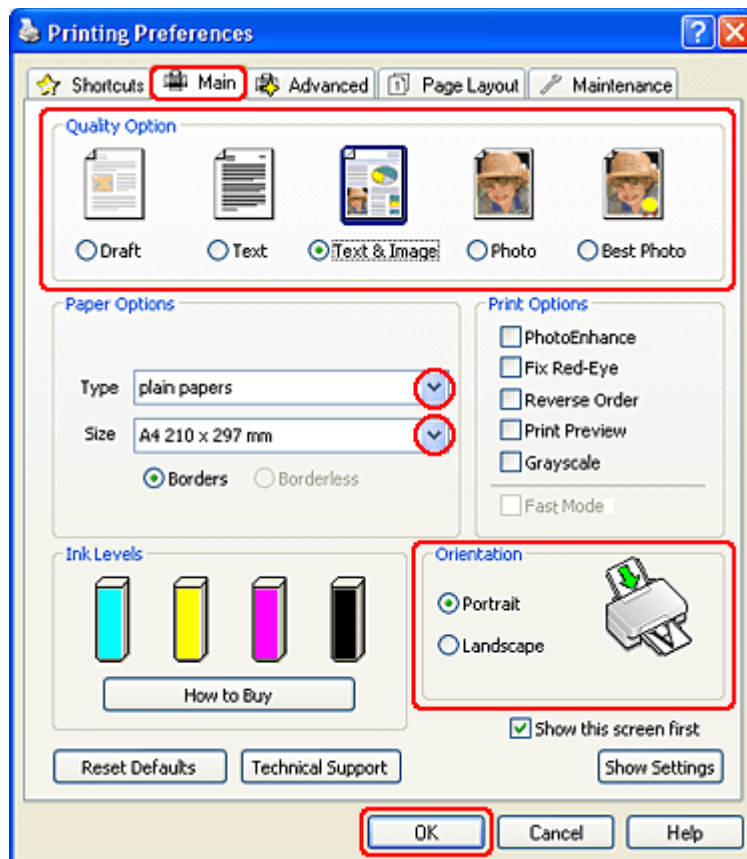 Printing Preferences
Shortcuts Main Advanced Page Layout Maintenance
Quality Option
Draft Text Text & Image Photo Best Photo
Paper Options
Type plain papers
Size A4 210 x 297 mm
Borders Borderless
Print Options
PhotoEnhance
Fix Red-Eye
Reverse Order
Print Preview
Grayscale
Fast Mode
Ink Levels
How to Buy
Orientation
Portrait
Landscape
Show this screen first
Reset Defaults Technical Support Show Settings
OK Cancel Help